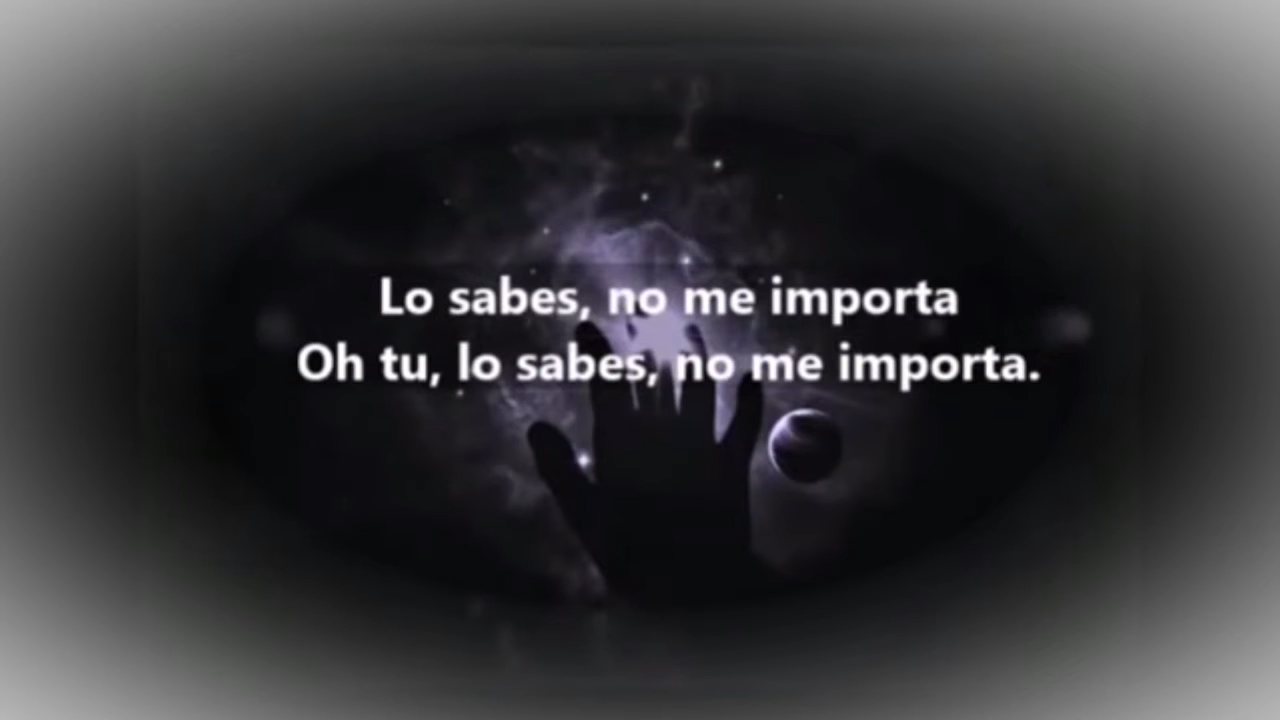 Lo sabes, no me importa
Oh tu, lo sabes, no me importa.